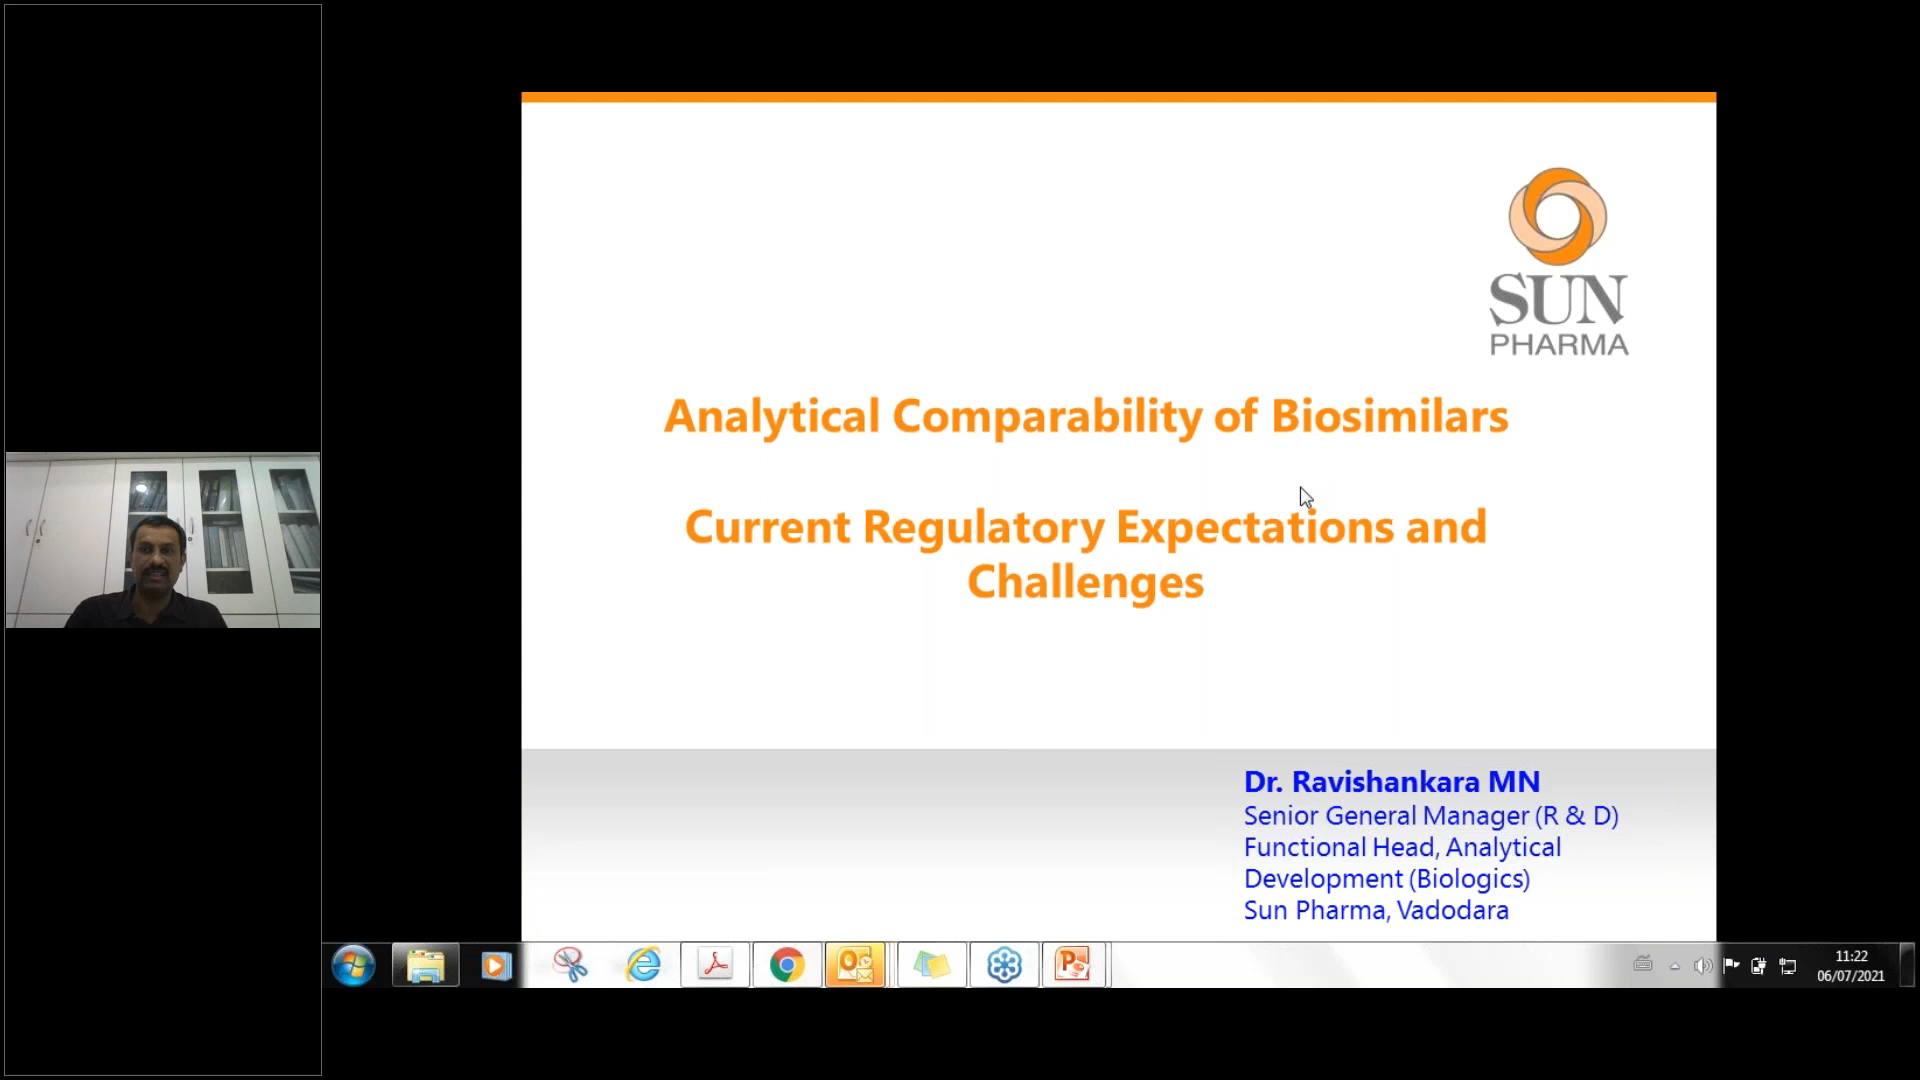 SUN
PHARMA
Analytical Comparability of Biosimilars
Current Regulatory Expectations and
Challenges
Dr. Ravishankara MN
Senior General Manager (R & D)
Functional Head, Analytical
Development (Biologics)
Sun Pharma, Vadodara
11:22
06/07/2021